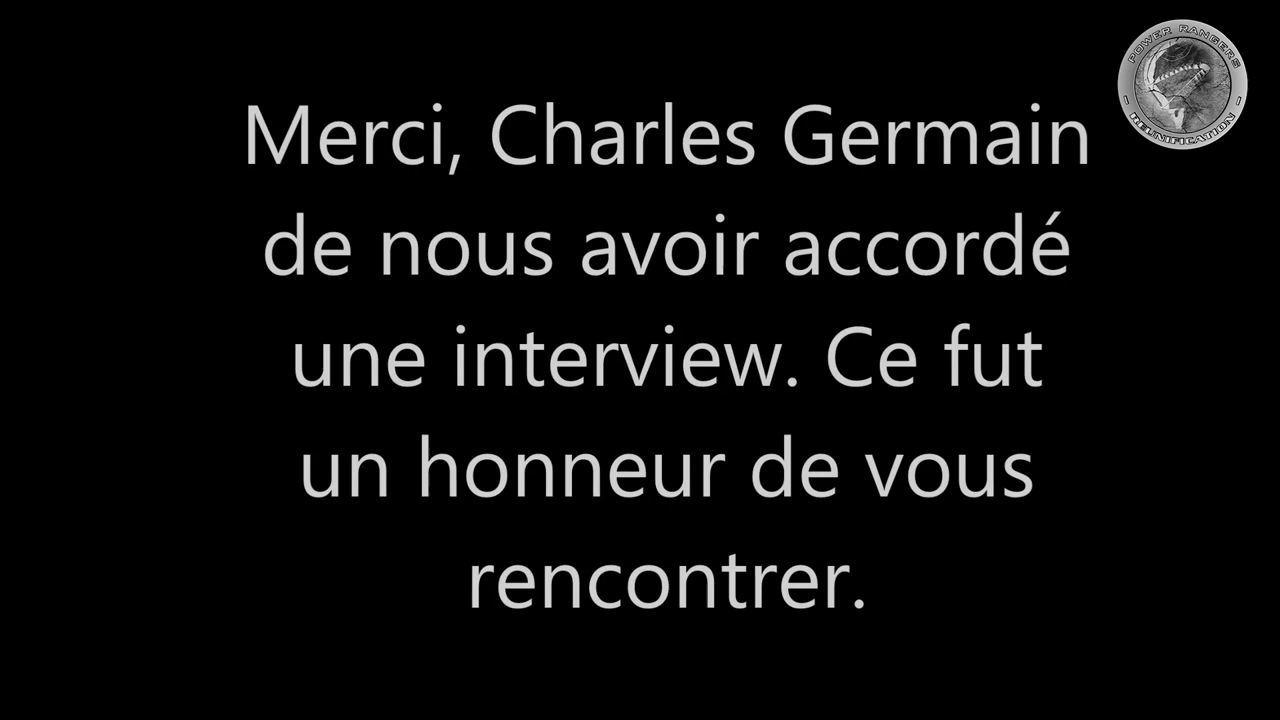 POWER RANGERS
- REUNIFICATION -
Merci, Charles Germain
de nous avoir accordé
une interview. Ce fut
un honneur de vous
rencontrer.